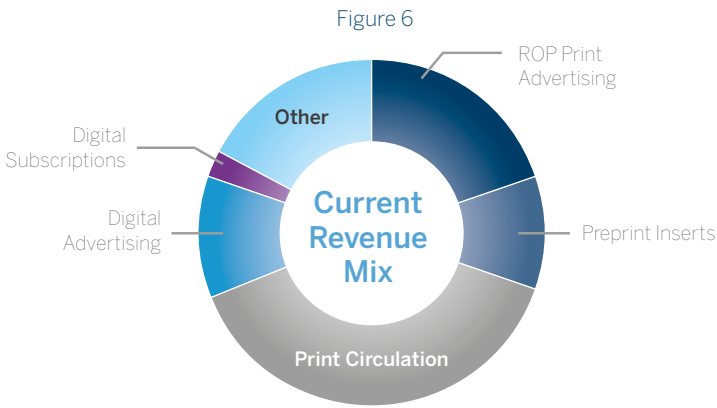 Figure 6
ROP Print
Advertising
Other
Digital
Subscriptions
Current
Revenue
Mix
Digital
Advertising
Preprint Inserts
Print Circulation